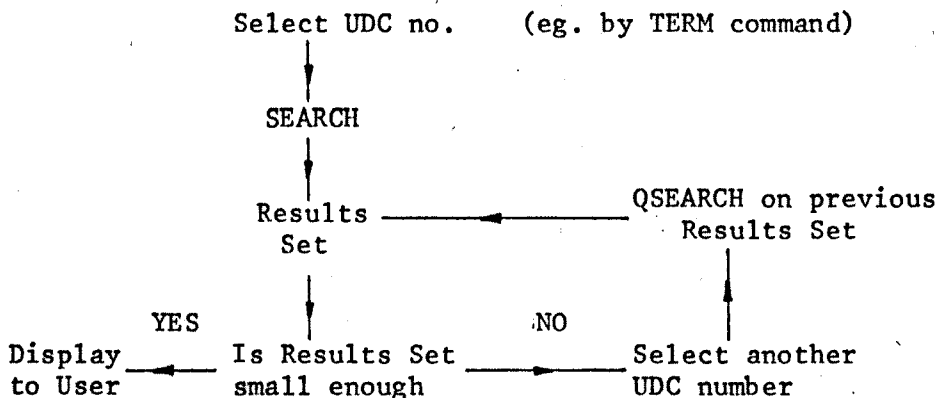 Select UDC no. (eg. by TERM command)
SEARCH
Results
Set
QSEARCH on previous
Results Set
YES
NO
Display
to User
Is Results Set
small enough
Select another
UDC number